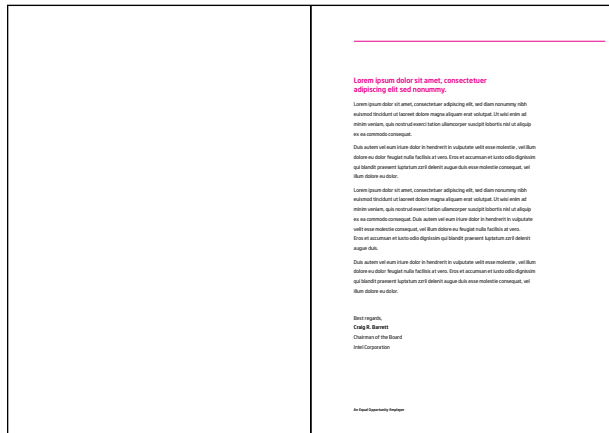 Lorem ipsum dolor sit amet, consectetuer
adipiscing elit sed nonummy.
Lorem ipsum dolor sit amet, consectetuer adipiscing elit, sed diam nonummy nibh
euismod tincidunt ut laoreet dolore magna aliquam erat volutpat. Ut wisi enim ad
minim veniam, quis nostrud exerci tation ullamcorper suscipit lobortis nisl ut aliquip
ex ea commodo consequat.
Duis autem vel eum iriure dolor in hendrerit in vulputate velit esse molestie , vel illum
dolore eu dolor feugiat nulla facilisis at vero. Eros et accumsan et iusto odio dignissim
qui blandit praesent luptatum zzril delenit augue duis esse molestie consequat, vel
illum dolore eu dolor.
Lorem ipsum dolor sit amet, consectetuer adipiscing elit, sed diam nonummy nibh
euismod tincidunt ut laoreet dolore magna aliquam erat volutpat. Ut wisi enim ad
minim veniam, quis nostrud exerci tation ullamcorper suscipit lobortis nisl ut aliquip
ex ea commodo consequat. Duis autem vel eum iriure dolor in hendrerit in vulputate
velit esse molestie consequat, vel illum dolore eu feugiat nulla facilisis at vero.
Eros et accumsan et iusto odio dignissim qui blandit praesent luptatum zzril delenit
augue duis.
Duis autem vel eum iriure dolor in hendrerit in vulputate velit esse molestie , vel illum
dolore eu dolor feugiat nulla facilisis at vero. Eros et accumsan et iusto odio dignissim
qui blandit praesent luptatum zzril delenit augue duis esse molestie consequat, vel
illum dolore eu dolor.
Best regards,
Craig R. Barrett
Chairman of the Board
Intel Corporation
An Equal Opportunity Employer